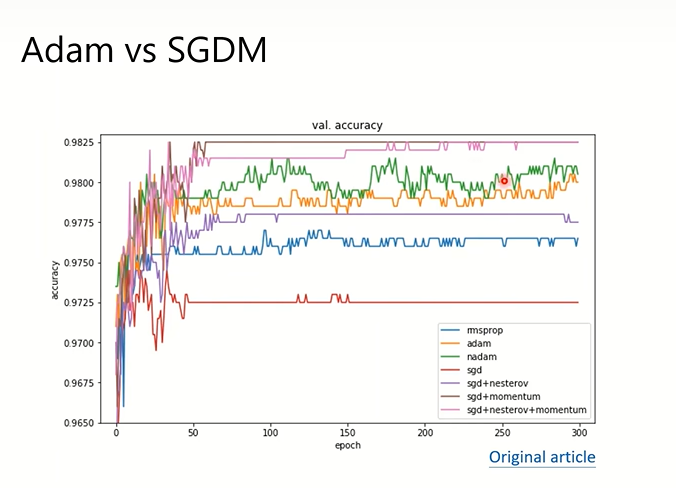 Adam vs SGDM
val. accuracy
0.9825
0.9800
0.9775
0.9750
0.9725
0.9700
0.9675
0.9650
accuracy
0
50
100
150
200
250
300
epoch
rmsprop
adam
nadam
sgd
sgd+nesterov
sgd+momentum
sgd+nesterov+momentum
Original article